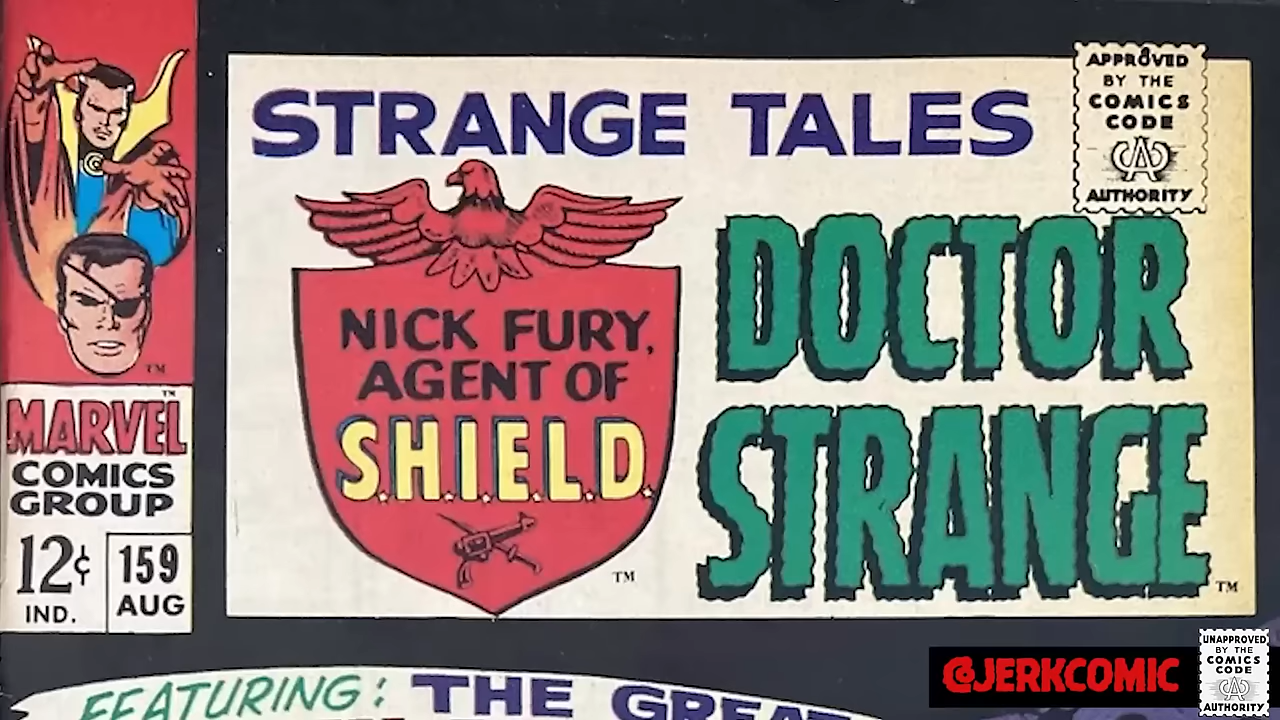 STRANGE TALES
APPROVED
BY THE
COMICS
CODE
CA
AUTHORITY
NICK FURY,
AGENT OF
S.H.I.E.L.D.
TM
DOCTOR
STRANGE
TM
TM
TM
MARVEL
COMICS
GROUP
12¢
IND.
159
AUG
FEATURING: THE GREAT
@JERKCOMIC
UNAPPROVED
BY THE
COMICS
CODE
CA
AUTHORITY